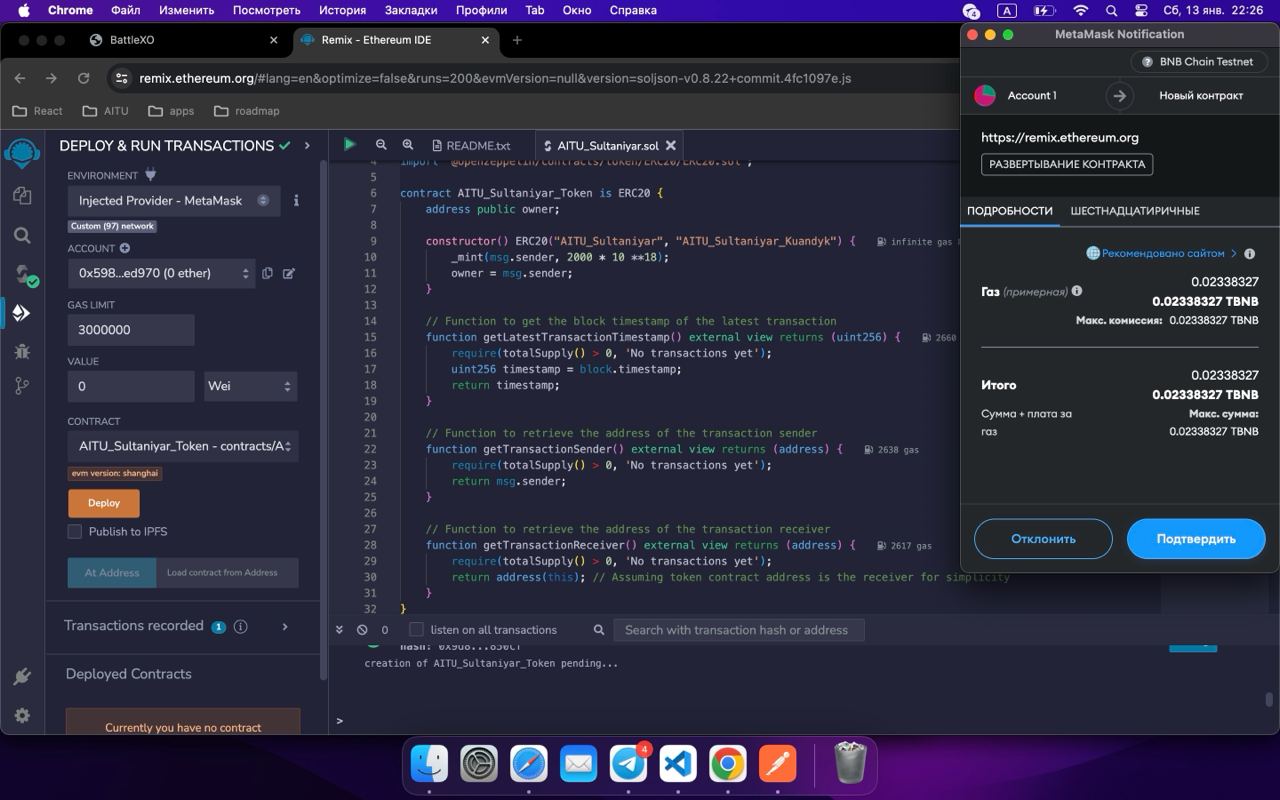 Chrome Файл Изменить Посмотреть История Закладки Профили Tab Окно Справка
4 A Сб, 13 янв. 22:26
BattleXO
Remix - Ethereum IDE
remix.ethereum.org/#lang=en&optimize=false&runs=200&evmVersion=null&version=soljson-v0.8.22+commit.4fc1097e.js
React AITU apps roadmap
DEPLOY & RUN TRANSACTIONS
ENVIRONMENT
Injected Provider - MetaMask
Custom (97) network
ACCOUNT
0x598...ed970 (0 ether)
GAS LIMIT
3000000
VALUE
0 Wei
CONTRACT
AITU_Sultaniyar_Token - contracts/A
evm version: shanghai
Deploy
Publish to IPFS
At Address Load contract from Address
Transactions recorded 1
Deployed Contracts
Currently you have no contract
README.txt AITU_Sultaniyar.sol
4 import "@openzeppelin/contracts/token/ERC20/ERC20.sol";
5
6 contract AITU_Sultaniyar_Token is ERC20 {
7 address public owner;
8
9 constructor() ERC20("AITU_Sultaniyar", "AITU_Sultaniyar_Kuandyk") { infinite gas
10 _mint(msg.sender, 2000 * 10 **18);
11 owner = msg.sender;
12 }
13
14 // Function to get the block timestamp of the latest transaction
15 function getLatestTransactionTimestamp() external view returns (uint256) { 2660
16 require(totalSupply() > 0, 'No transactions yet');
17 uint256 timestamp = block.timestamp;
18 return timestamp;
19 }
20
21 // Function to retrieve the address of the transaction sender
22 function getTransactionSender() external view returns (address) { 2638 gas
23 require(totalSupply() > 0, 'No transactions yet');
24 return msg.sender;
25 }
26
27 // Function to retrieve the address of the transaction receiver
28 function getTransactionReceiver() external view returns (address) { 2617 gas
29 require(totalSupply() > 0, 'No transactions yet');
30 return address(this); // Assuming token contract address is the receiver for simplicity
31 }
32 }
0 listen on all transactions Search with transaction hash or address
hash: 0x9d8...850cf
creation of AITU_Sultaniyar_Token pending...
>
MetaMask Notification
BNB Chain Testnet
Account 1 Новый контракт
https://remix.ethereum.org
РАЗВЕРТЫВАНИЕ КОНТРАКТА
ПОДРОБНОСТИ ШЕСТНАДЦАТИРИЧНЫЕ
Рекомендовано сайтом
0.02338327
Газ (примерная) 0.02338327 TBNB
Макс. комиссия: 0.02338327 TBNB
0.02338327
Итого 0.02338327 TBNB
Сумма + плата за Макс. сумма:
газ 0.02338327 TBNB
Отклонить Подтвердить
4